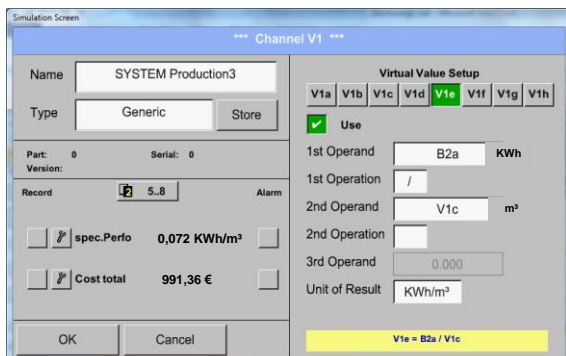 Simulation Screen
*** Channel V1 ***
Name
SYSTEM Production3
Type
Generic
Store
Part: 0
Serial: 0
Version:
Record
2 5..8
Alarm
spec.Perfo
0,072 KWh/m³
Cost total
991,36 €
OK
Cancel
Virtual Value Setup
V1a V1b V1c V1d V1e V1f V1g V1h
Use
1st Operand
B2a
KWh
1st Operation
/
2nd Operand
V1c
m³
2nd Operation
3rd Operand
0.000
Unit of Result
KWh/m³
V1e = B2a / V1c